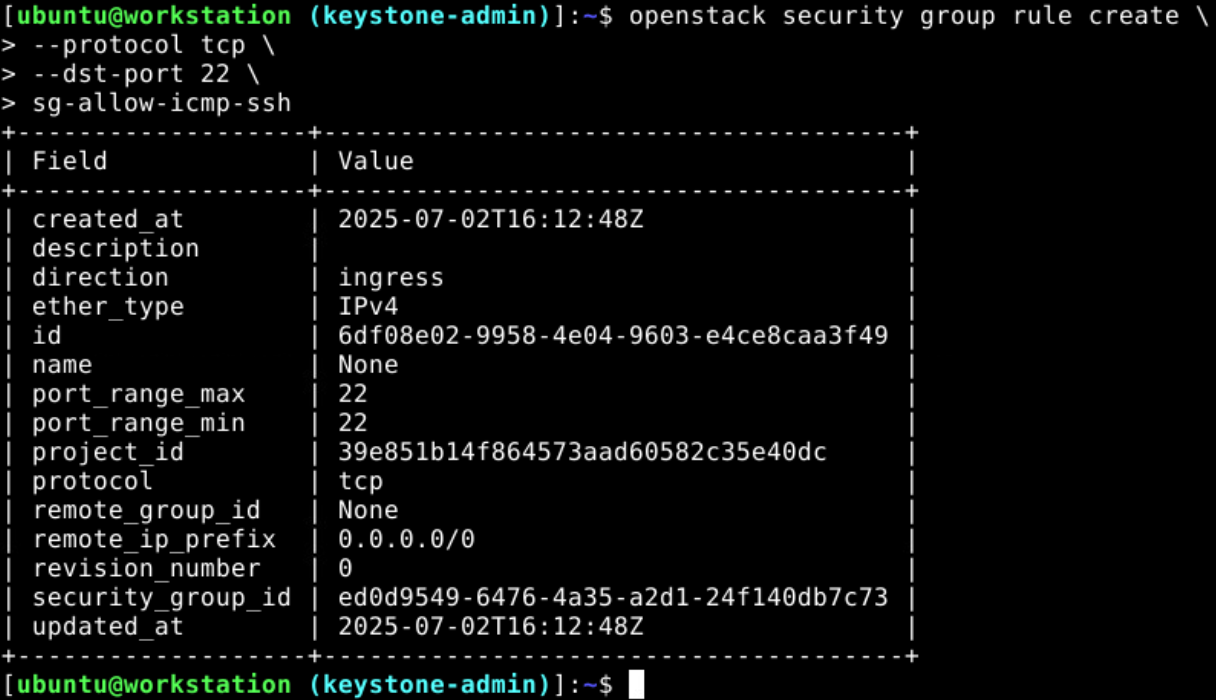 [ubuntu@workstation (keystone-admin)]:~$ openstack security group rule create \
> --protocol tcp \
> --dst-port 22 \
> sg-allow-icmp-ssh
+-------------------+--------------------------------------+
| Field             | Value                                |
+-------------------+--------------------------------------+
| created_at        | 2025-07-02T16:12:48Z                 |
| description       |                                      |
| direction         | ingress                              |
| ether_type        | IPv4                                 |
| id                | 6df08e02-9958-4e04-9603-e4ce8caa3f49 |
| name              | None                                 |
| port_range_max    | 22                                   |
| port_range_min    | 22                                   |
| project_id        | 39e851b14f864573aad60582c35e40dc     |
| protocol          | tcp                                  |
| remote_group_id   | None                                 |
| remote_ip_prefix  | 0.0.0.0/0                            |
| revision_number   | 0                                    |
| security_group_id | ed0d9549-6476-4a35-a2d1-24f140db7c73 |
| updated_at        | 2025-07-02T16:12:48Z                 |
+-------------------+--------------------------------------+
[ubuntu@workstation (keystone-admin)]:~$